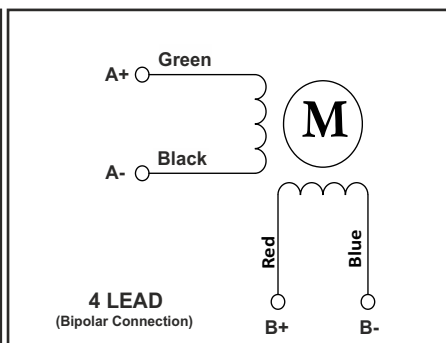 Green
A+
M
Black
A-
Red
Blue
4 LEAD
(Bipolar Connection)
B+
B-